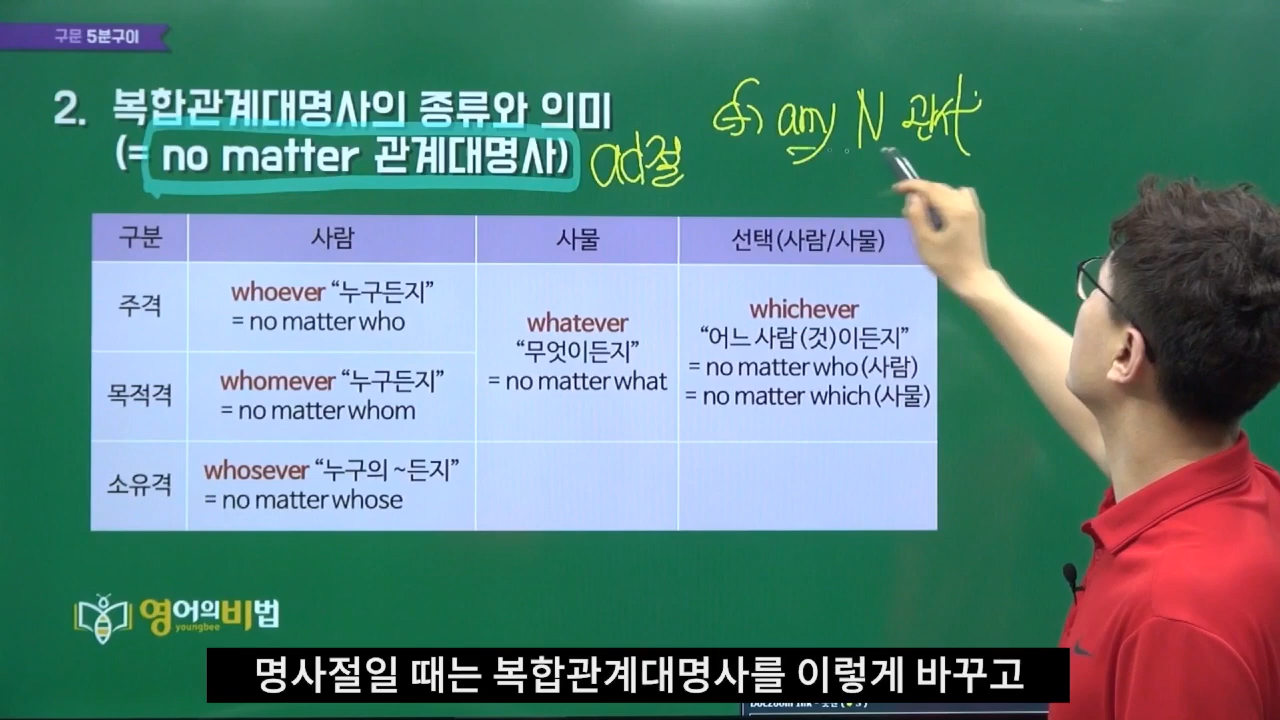 구문 5분구이
2. 복합관계대명사의 종류와 의미
(= no matter 관계대명사)
ad절
any N 관대
구분
사람
사물
선택(사람/사물)
주격
whoever “누구든지”
= no matter who
whatever
“무엇이든지”
= no matter what
whichever
“어느 사람(것)이든지”
= no matter who(사람)
= no matter which(사물)
목적격
whomever “누구든지”
= no matter whom
소유격
whosever “누구의 ~든지”
= no matter whose
영어의비법
youngbee
명사절일 때는 복합관계대명사를 이렇게 바꾸고